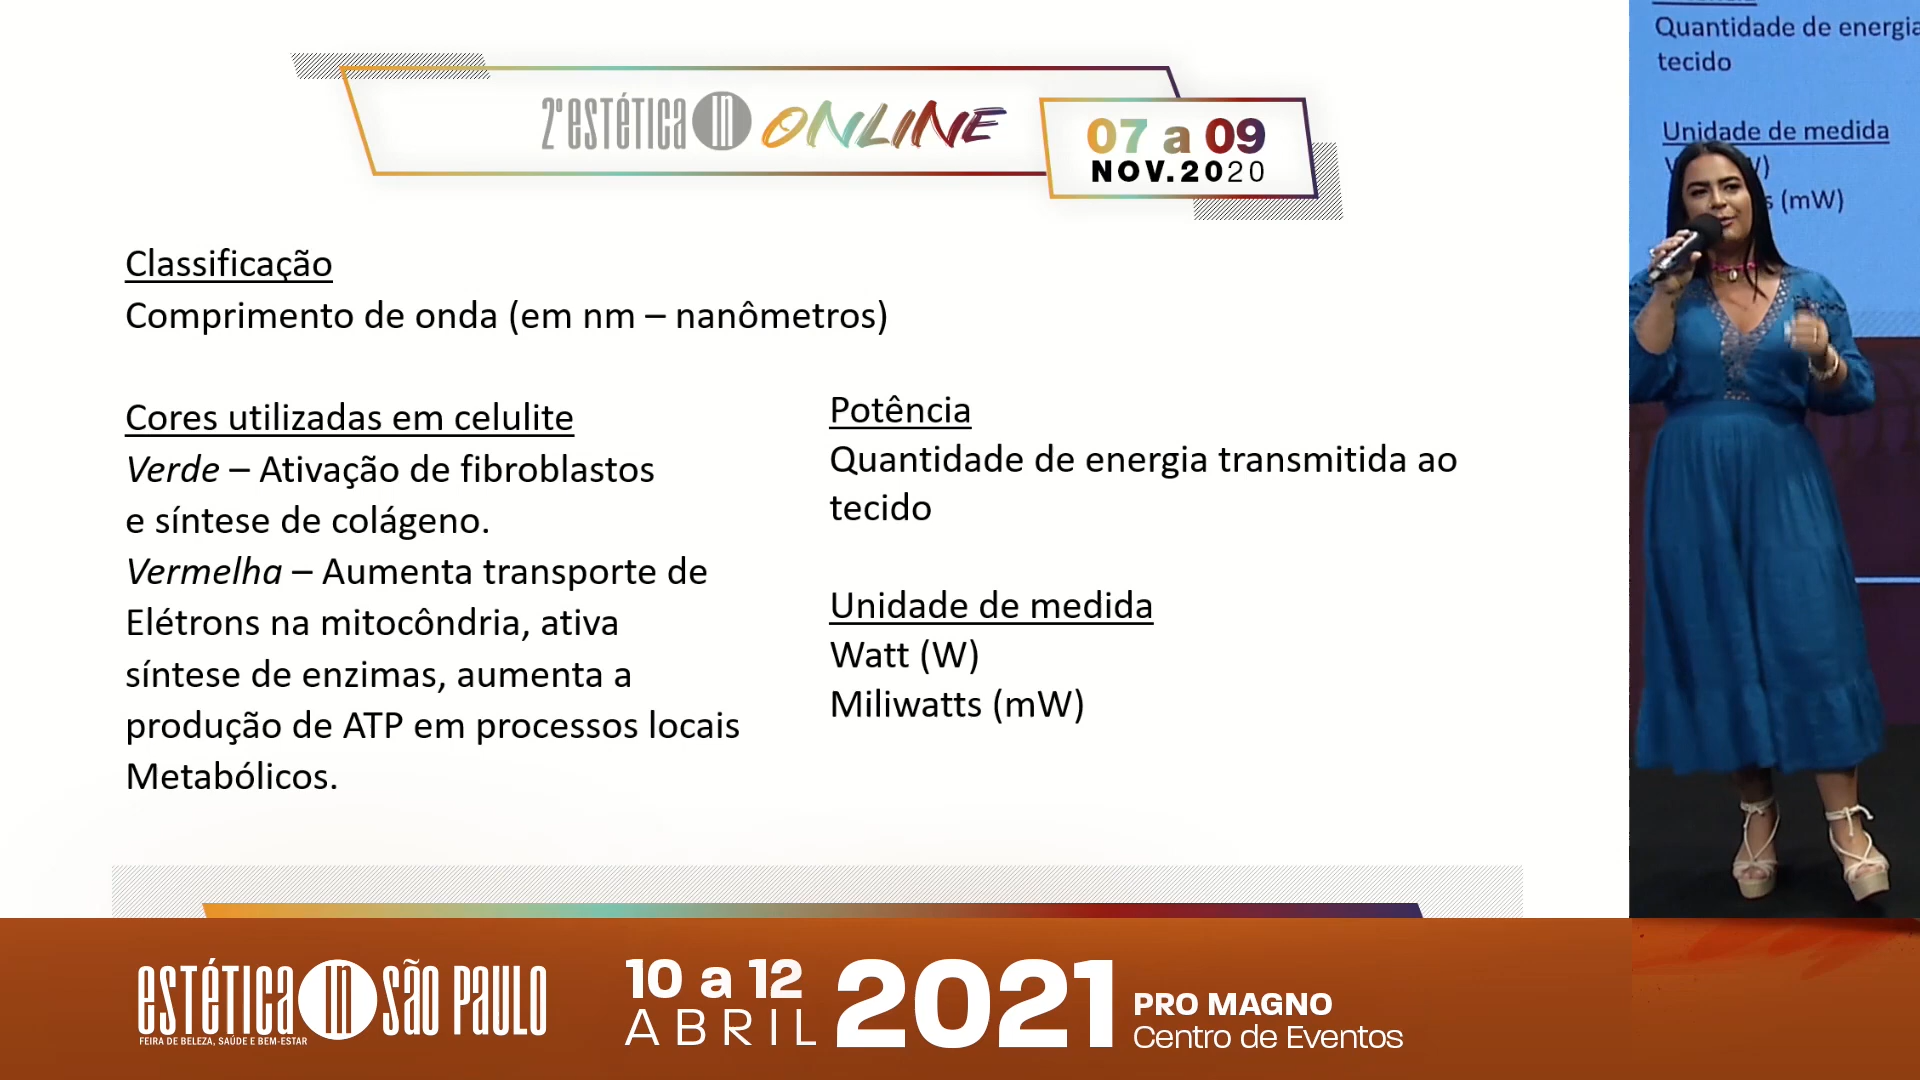 2ª estética in ONLINE
07 a 09
NOV.2020
Classificação
Comprimento de onda (em nm – nanômetros)
Cores utilizadas em celulite
Verde – Ativação de fibroblastos
e síntese de colágeno.
Vermelha – Aumenta transporte de
Elétrons na mitocôndria, ativa
síntese de enzimas, aumenta a
produção de ATP em processos locais
Metabólicos.
Potência
Quantidade de energia transmitida ao
tecido
Unidade de medida
Watt (W)
Miliwatts (mW)
Quantidade de energia
tecido
Unidade de medida
(mW)
estética in são paulo
FEIRA DE BELEZA, SAÚDE E BEM-ESTAR
10 a 12
ABRIL
2021
PRO MAGNO
Centro de Eventos